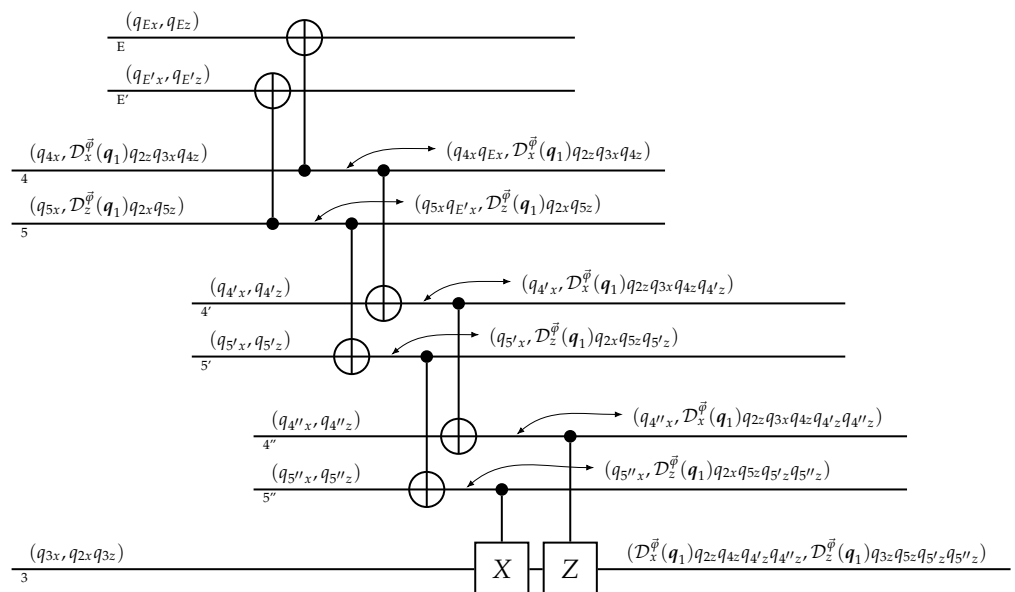 (q_{Ex}, q_{Ez})
E
(q_{E′x}, q_{E′z})
E'
(q_{4x}, 𝒟_x^{φ⃗}(𝒒_1)q_{2z}q_{3x}q_{4z}) (q_{4x}q_{Ex}, 𝒟_x^{φ⃗}(𝒒_1)q_{2z}q_{3x}q_{4z})
4
(q_{5x}, 𝒟_z^{φ⃗}(𝒒_1)q_{2x}q_{5z}) (q_{5x}q_{E′x}, 𝒟_z^{φ⃗}(𝒒_1)q_{2x}q_{5z})
5
(q_{4′x}, q_{4′z}) (q_{4′x}, 𝒟_x^{φ⃗}(𝒒_1)q_{2z}q_{3x}q_{4z}q_{4′z})
4'
(q_{5′x}, q_{5′z}) (q_{5′x}, 𝒟_z^{φ⃗}(𝒒_1)q_{2x}q_{5z}q_{5′z})
5'
(q_{4″x}, q_{4″z}) (q_{4″x}, 𝒟_x^{φ⃗}(𝒒_1)q_{2z}q_{3x}q_{4z}q_{4′z}q_{4″z})
4"
(q_{5″x}, q_{5″z}) (q_{5″x}, 𝒟_z^{φ⃗}(𝒒_1)q_{2x}q_{5z}q_{5′z}q_{5″z})
5"
(q_{3x}, q_{2x}q_{3z}) (𝒟_x^{φ⃗}(𝒒_1)q_{2z}q_{4z}q_{4′z}q_{4″z}, 𝒟_z^{φ⃗}(𝒒_1)q_{3z}q_{5z}q_{5′z}q_{5″z})
3 X Z